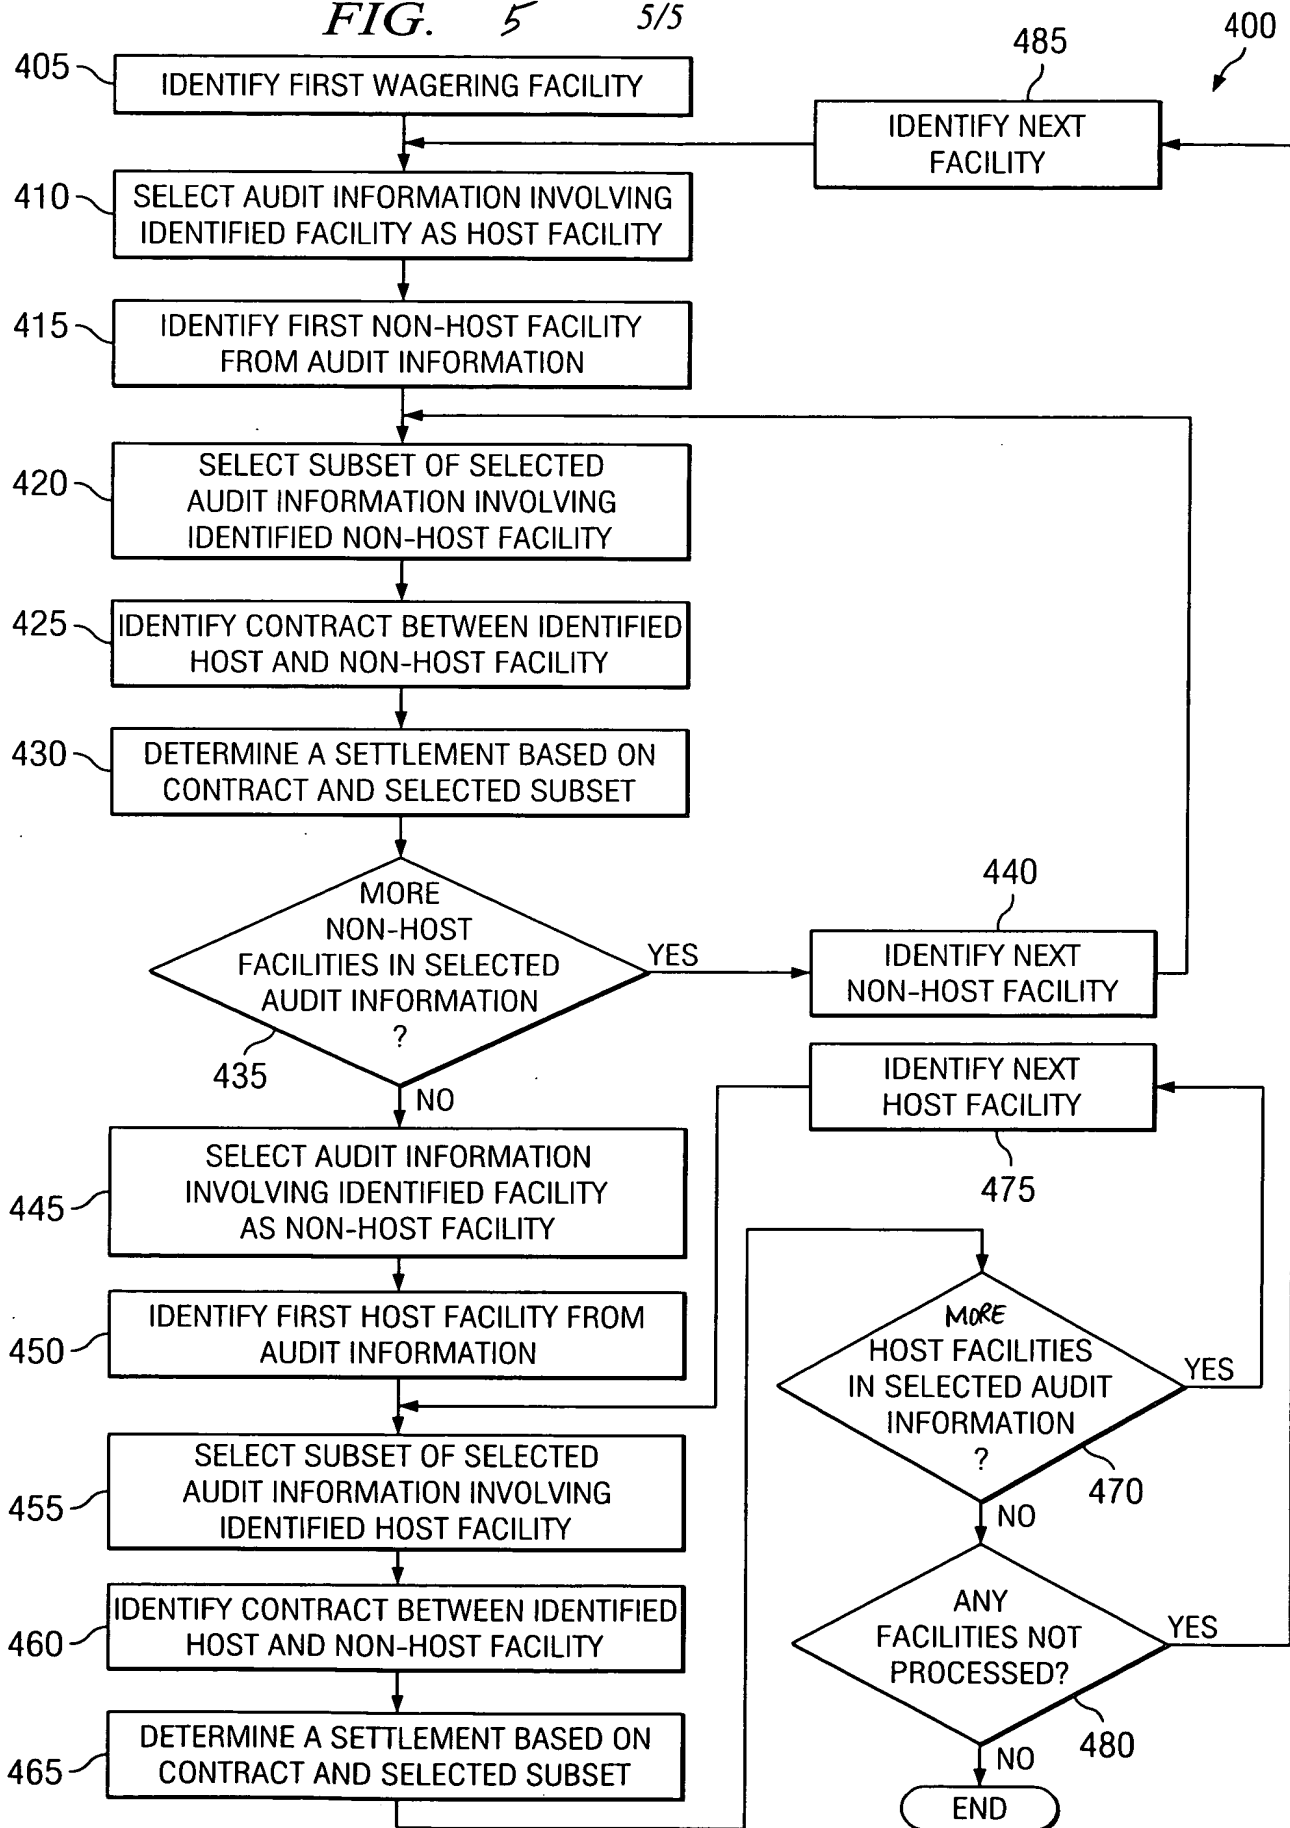 FIG. 5 5/5
400
405
IDENTIFY FIRST WAGERING FACILITY
485
IDENTIFY NEXT
FACILITY
410
SELECT AUDIT INFORMATION INVOLVING
IDENTIFIED FACILITY AS HOST FACILITY
415
IDENTIFY FIRST NON-HOST FACILITY
FROM AUDIT INFORMATION
420
SELECT SUBSET OF SELECTED
AUDIT INFORMATION INVOLVING
IDENTIFIED NON-HOST FACILITY
425
IDENTIFY CONTRACT BETWEEN IDENTIFIED
HOST AND NON-HOST FACILITY
430
DETERMINE A SETTLEMENT BASED ON
CONTRACT AND SELECTED SUBSET
MORE
NON-HOST
FACILITIES IN SELECTED
AUDIT INFORMATION
?
435
YES
NO
440
IDENTIFY NEXT
NON-HOST FACILITY
IDENTIFY NEXT
HOST FACILITY
475
445
SELECT AUDIT INFORMATION
INVOLVING IDENTIFIED FACILITY
AS NON-HOST FACILITY
450
IDENTIFY FIRST HOST FACILITY FROM
AUDIT INFORMATION
455
SELECT SUBSET OF SELECTED
AUDIT INFORMATION INVOLVING
IDENTIFIED HOST FACILITY
460
IDENTIFY CONTRACT BETWEEN IDENTIFIED
HOST AND NON-HOST FACILITY
465
DETERMINE A SETTLEMENT BASED ON
CONTRACT AND SELECTED SUBSET
MORE
HOST FACILITIES
IN SELECTED AUDIT
INFORMATION
?
YES
470
NO
ANY
FACILITIES NOT
PROCESSED?
YES
480
NO
END